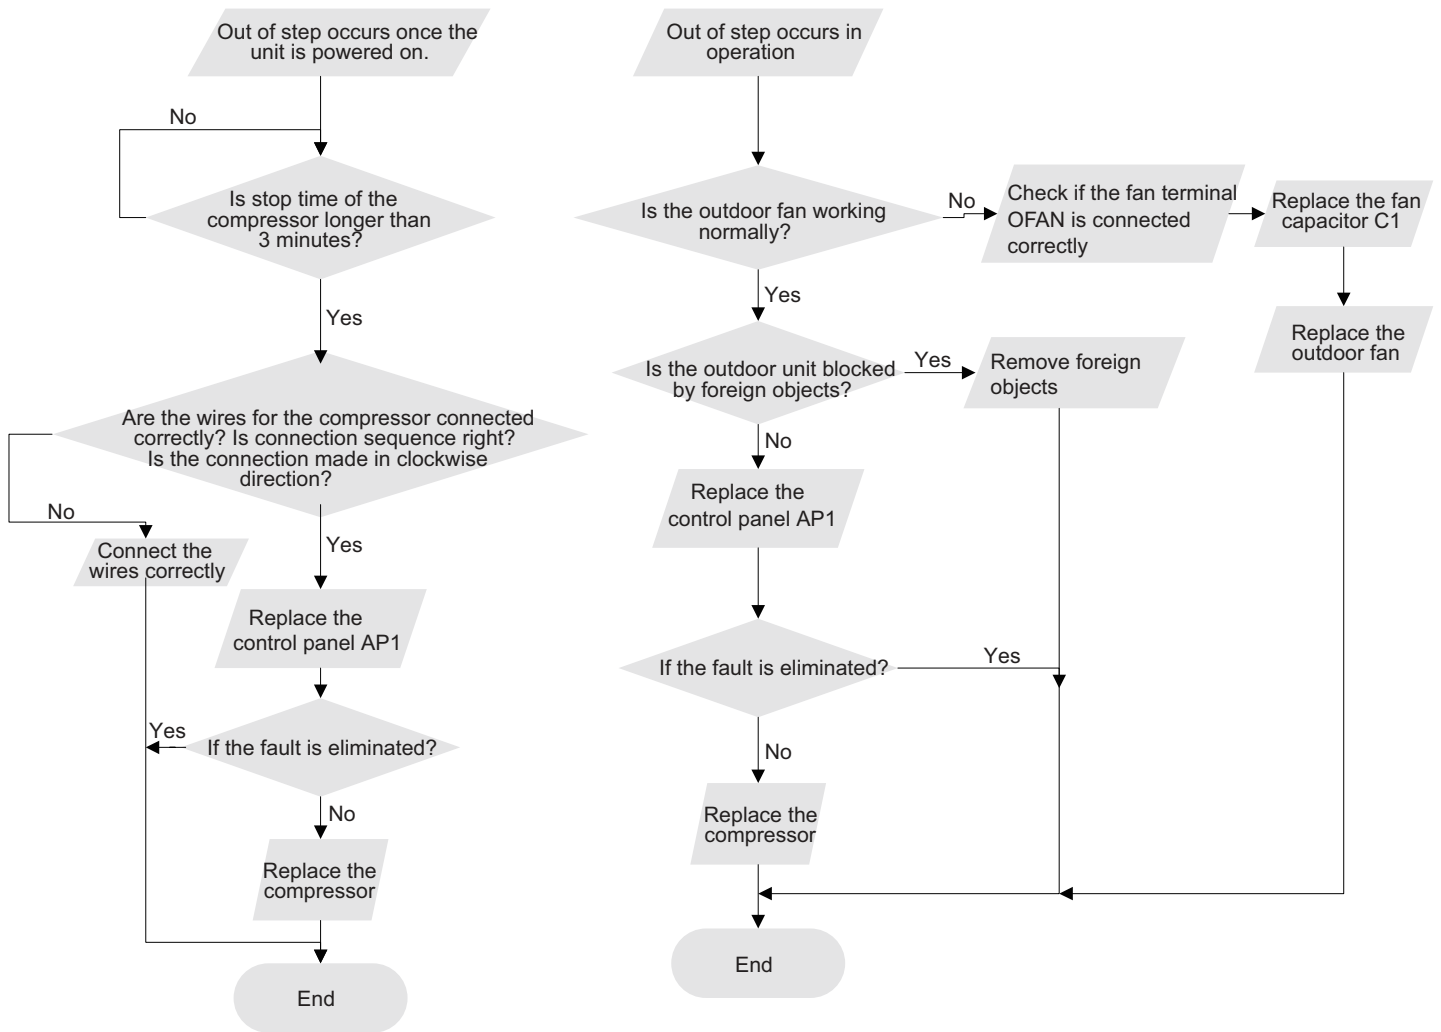 Out of step occurs once the
unit is powered on.
No
Is stop time of the
compressor longer than
3 minutes?
Yes
Are the wires for the compressor connected
correctly? Is connection sequence right?
Is the connection made in clockwise
direction?
No
Connect the
wires correctly
Yes
Replace the
control panel AP1
Yes
If the fault is eliminated?
No
Replace the
compressor
End
Out of step occurs in
operation
Is the outdoor fan working
normally?
No
Check if the fan terminal
OFAN is connected
correctly
Replace the fan
capacitor C1
Replace the
outdoor fan
Yes
Is the outdoor unit blocked
by foreign objects?
Yes
Remove foreign
objects
No
Replace the
control panel AP1
If the fault is eliminated?
Yes
No
Replace the
compressor
End